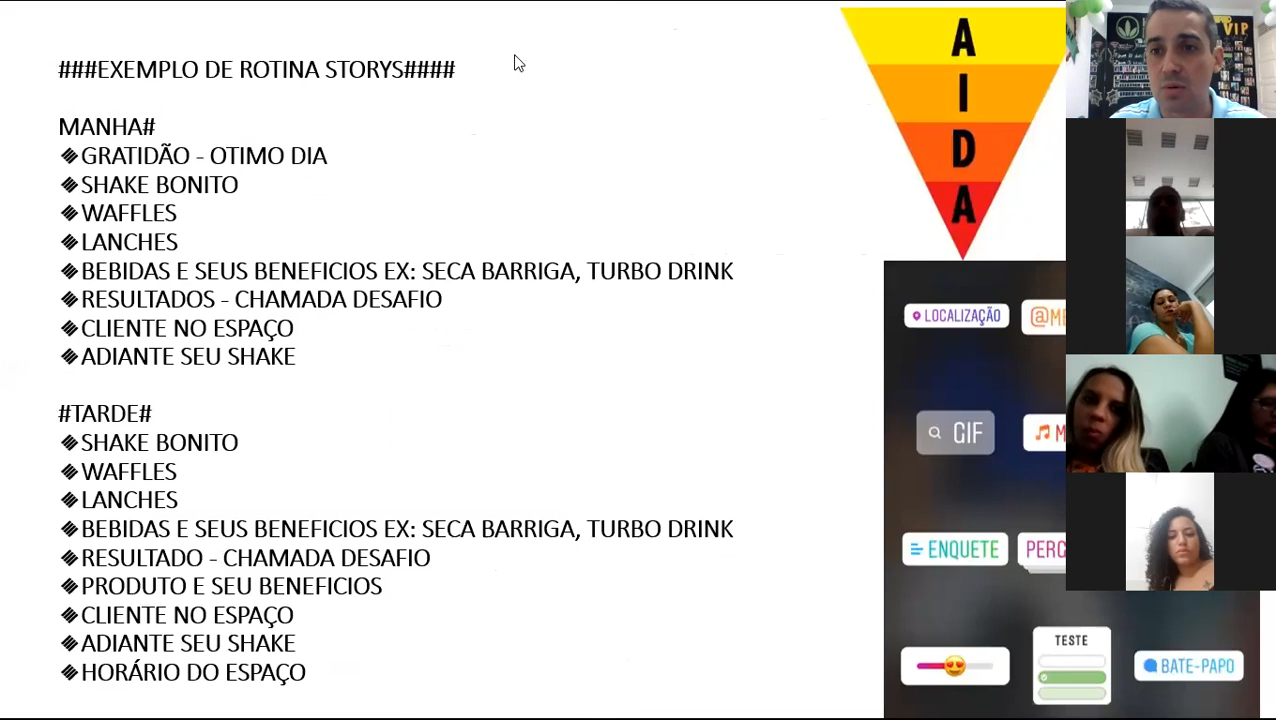 ###EXEMPLO DE ROTINA STORYS####
MANHA#
GRATIDÃO - OTIMO DIA
SHAKE BONITO
WAFFLES
LANCHES
BEBIDAS E SEUS BENEFICIOS EX: SECA BARRIGA, TURBO DRINK
RESULTADOS - CHAMADA DESAFIO
CLIENTE NO ESPAÇO
ADIANTE SEU SHAKE
#TARDE#
SHAKE BONITO
WAFFLES
LANCHES
BEBIDAS E SEUS BENEFICIOS EX: SECA BARRIGA, TURBO DRINK
RESULTADO - CHAMADA DESAFIO
PRODUTO E SEU BENEFICIOS
CLIENTE NO ESPAÇO
ADIANTE SEU SHAKE
HORÁRIO DO ESPAÇO
A
I
D
A
LOCALIZAÇÃO
@ME
GIF
M
ENQUETE
PERG
TESTE
BATE-PAPO
VIP